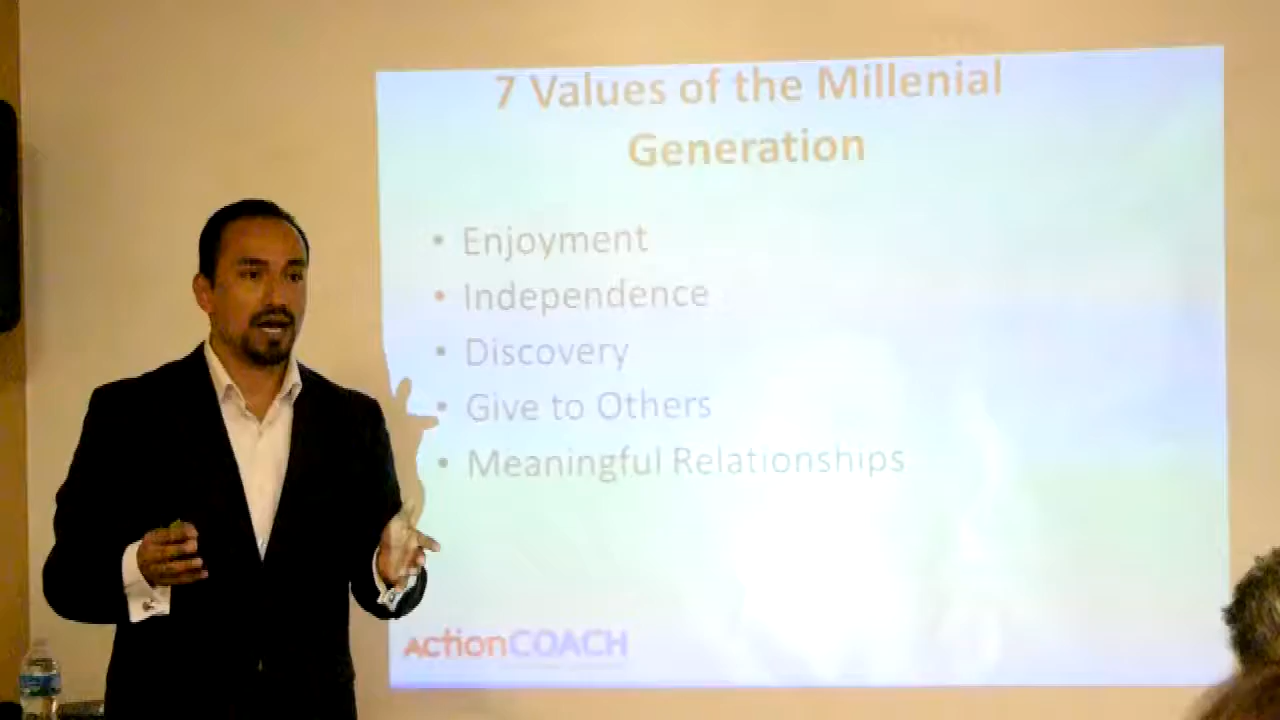 7 Values of the Millenial
Generation
• Enjoyment
• Independence
• Discovery
• Give to Others
• Meaningful Relationships
ActionCOACH